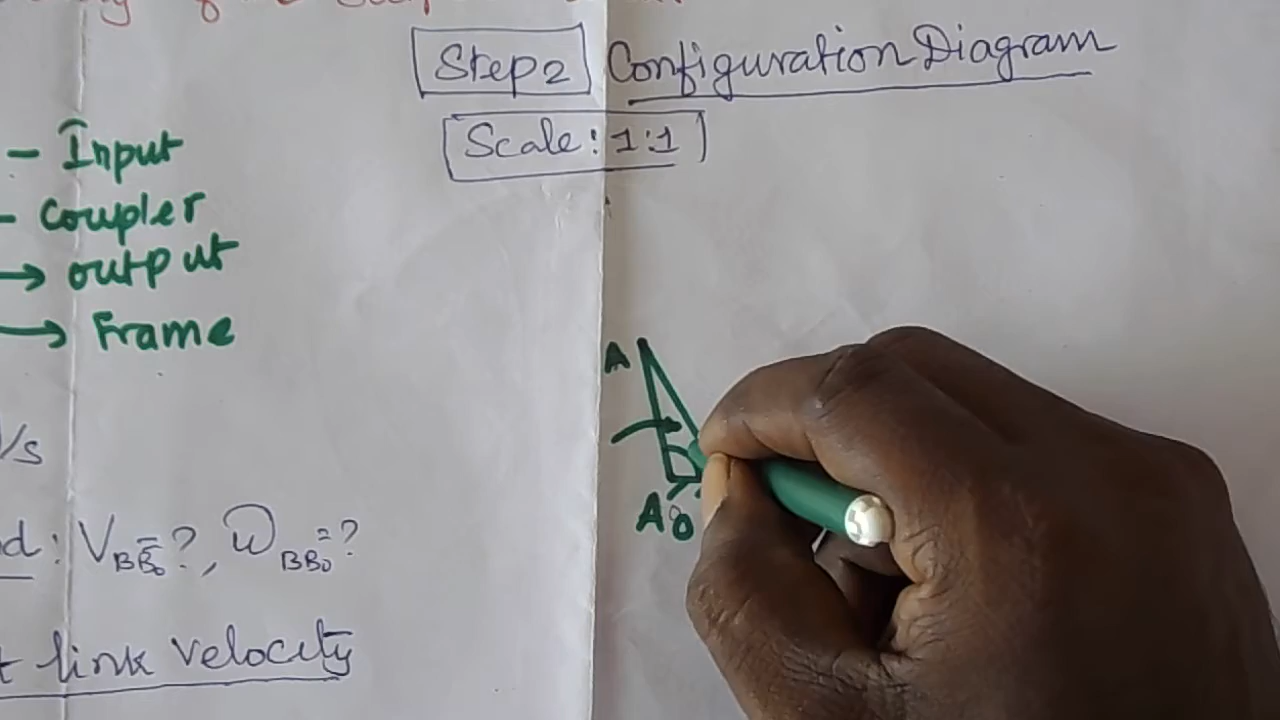 Step2 Configuration Diagram
Scale: 1:1
- Input
- Coupler
→ output
→ Frame
/s
d: VBB₀=?, ωBB₀=?
t link velocity
A
A₀